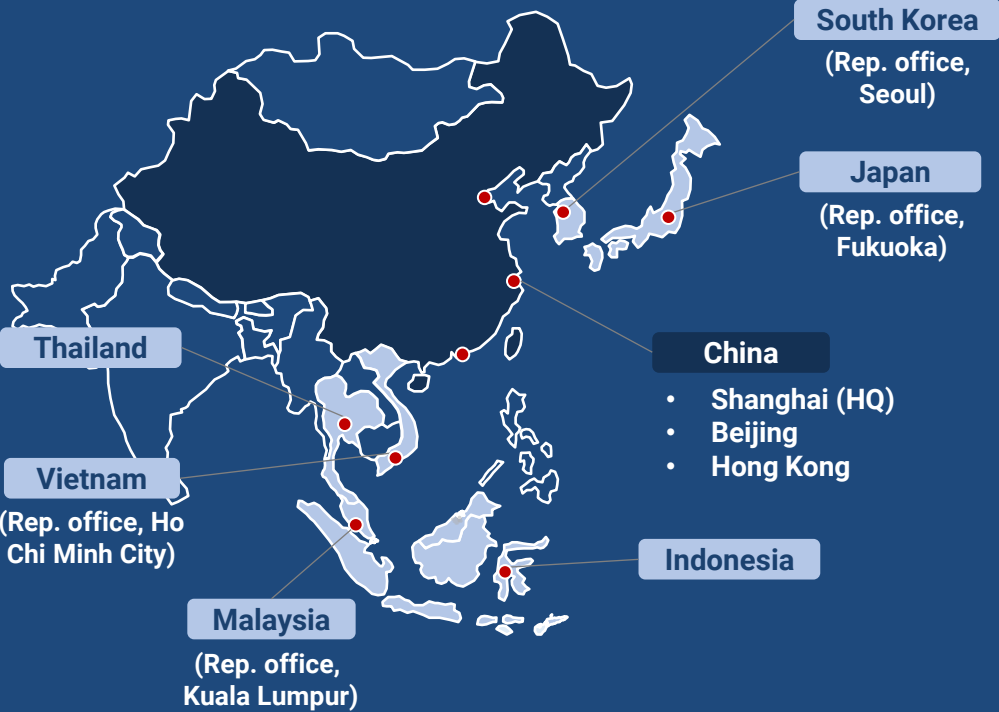 South Korea
(Rep. office,
Seoul)
Japan
(Rep. office,
Fukuoka)
China
• Shanghai (HQ)
• Beijing
• Hong Kong
Thailand
Vietnam
(Rep. office, Ho
Chi Minh City)
Indonesia
Malaysia
(Rep. office,
Kuala Lumpur)